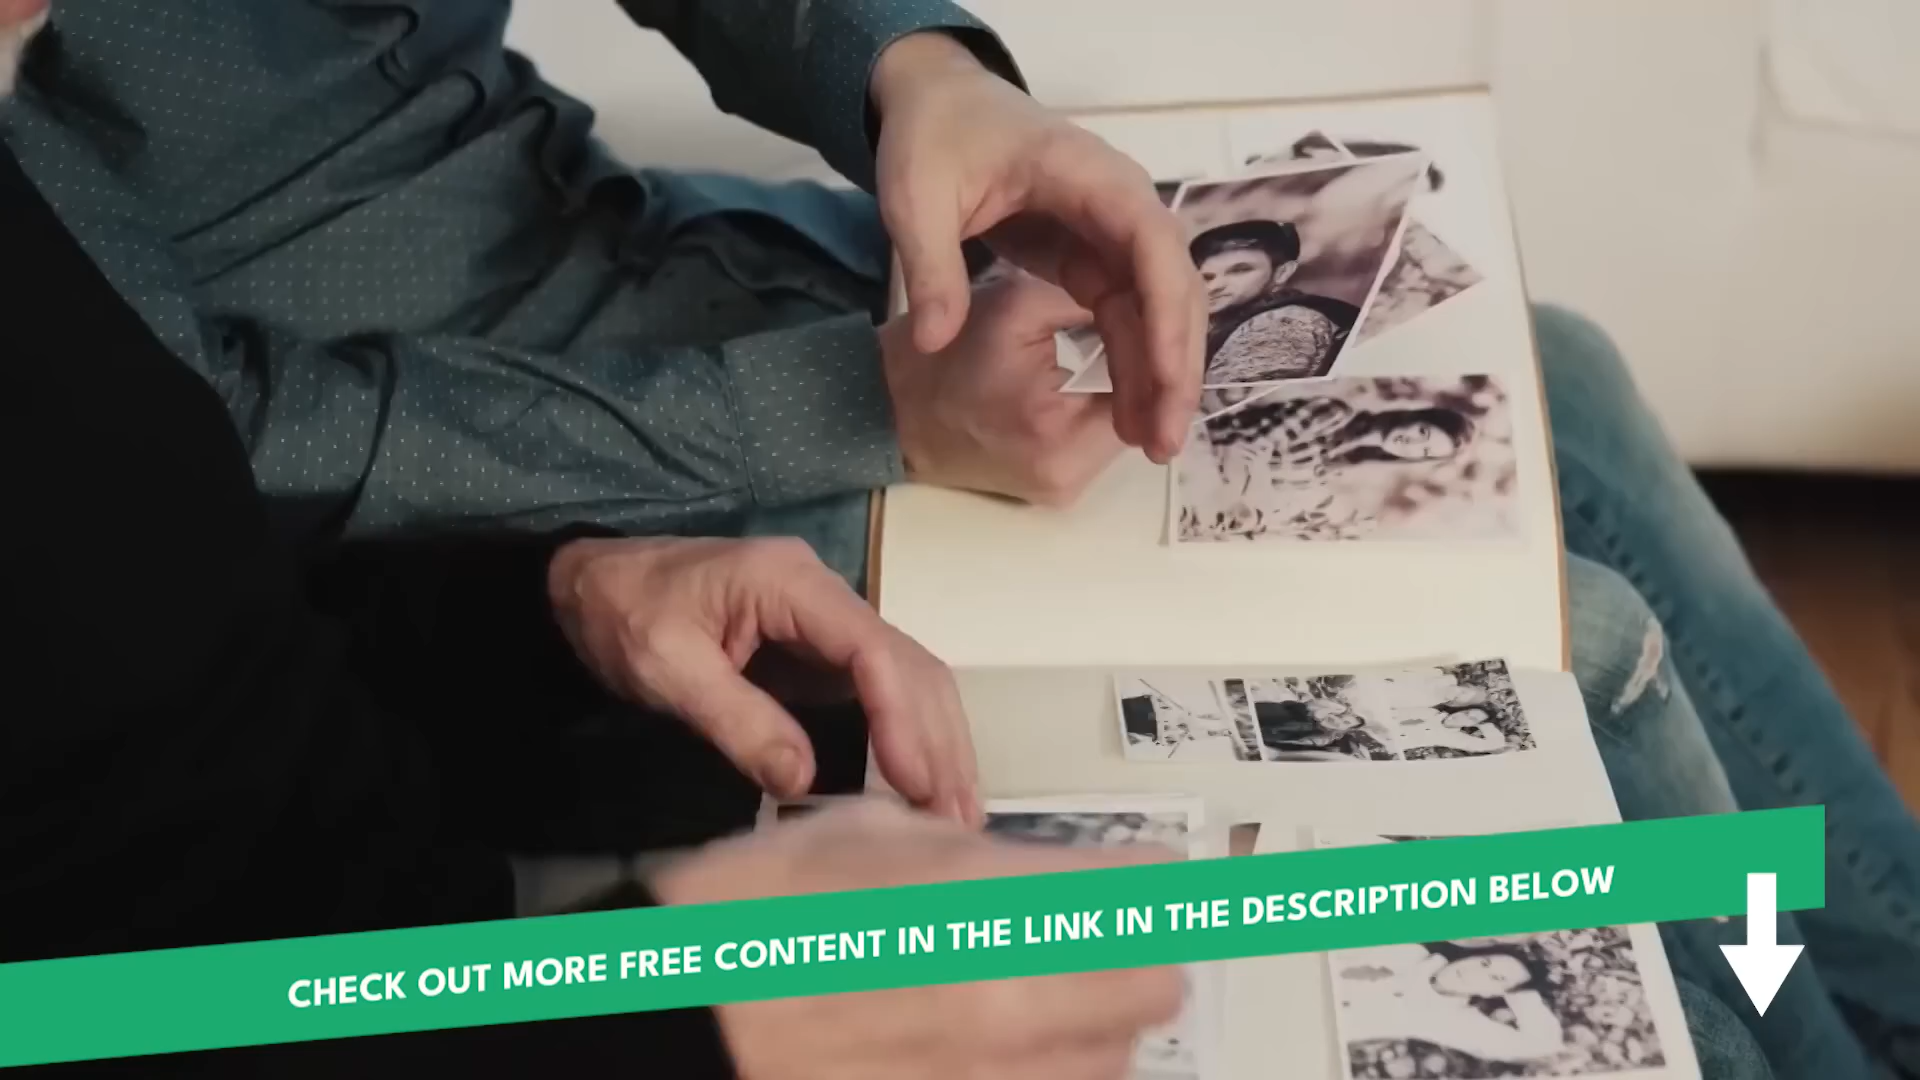 CHECK OUT MORE FREE CONTENT IN THE LINK IN THE DESCRIPTION BELOW